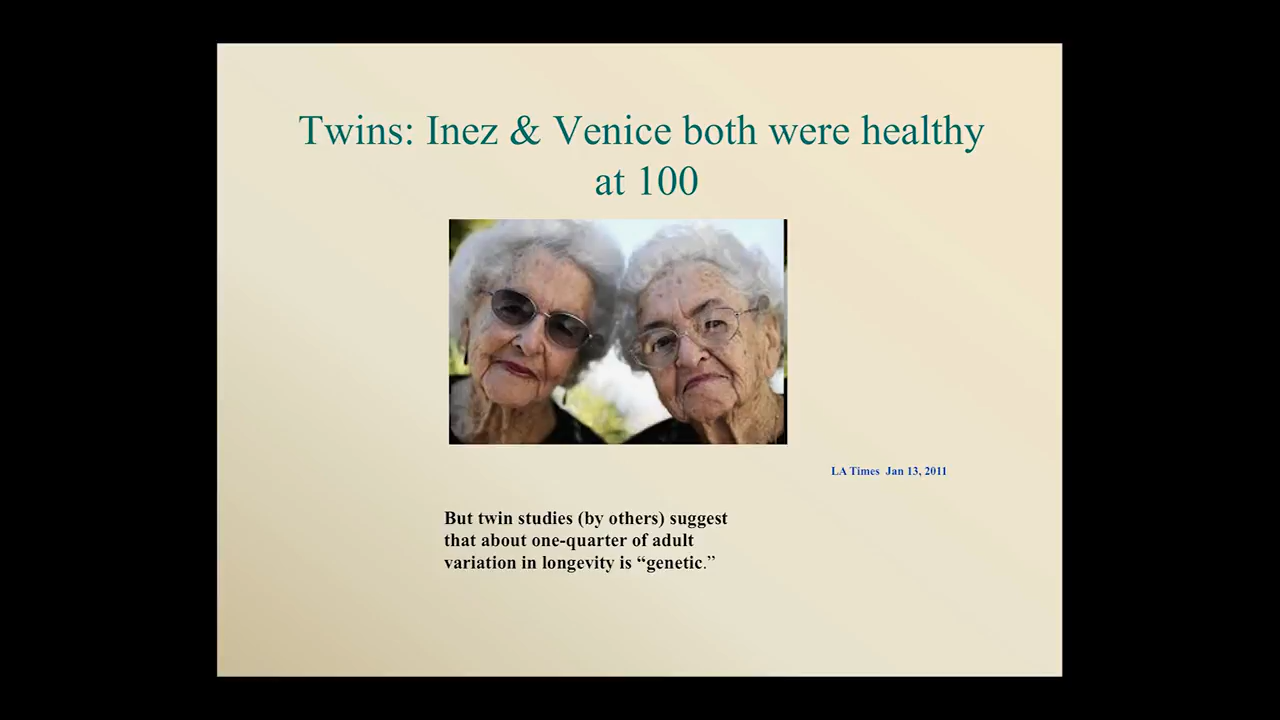 Twins: Inez & Venice both were healthy
at 100
LA Times  Jan 13, 2011
But twin studies (by others) suggest
that about one-quarter of adult
variation in longevity is “genetic.”